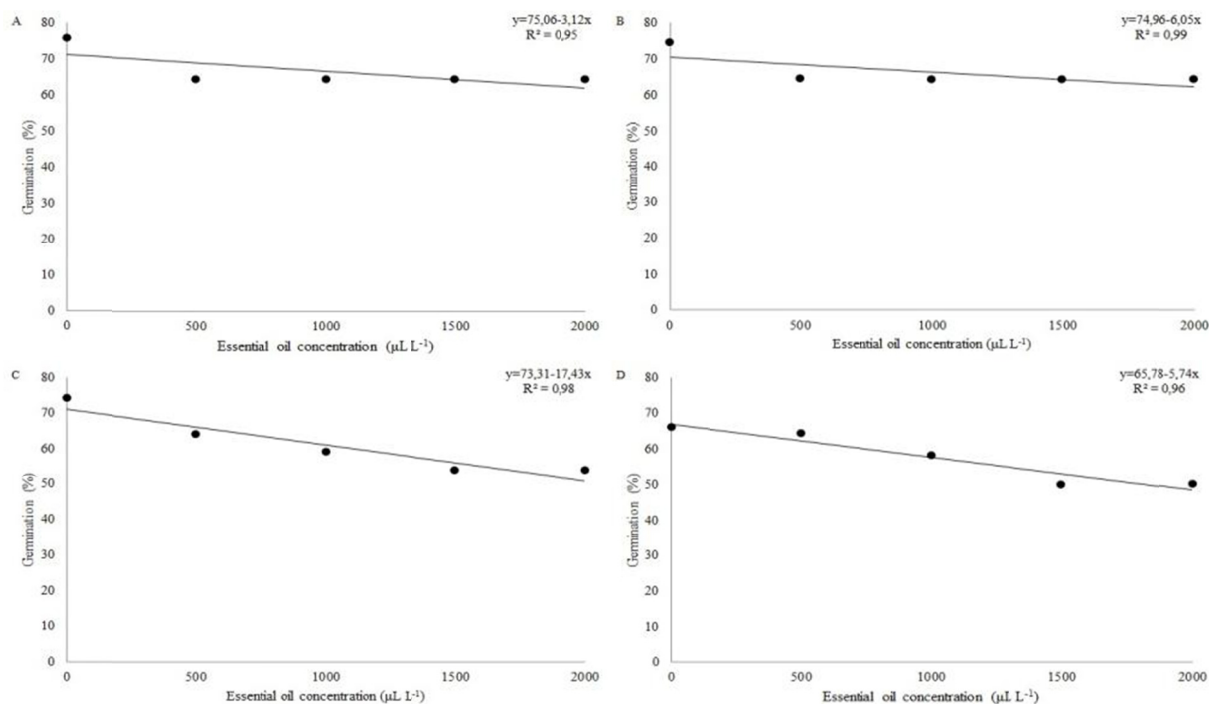 A
y=75,06-3,12x
R² = 0,95
80
70
60
50
40
30
20
10
0
Germination (%)
0 500 1000 1500 2000
Essential oil concentration (µL L⁻¹)
B
y=74,96-6,05x
R² = 0,99
80
70
60
50
40
30
20
10
0
Germination (%)
0 500 1000 1500 2000
Essential oil concentration (µL L⁻¹)
C
y=73,31-17,43x
R² = 0,98
80
70
60
50
40
30
20
10
0
Germination (%)
0 500 1000 1500 2000
Essential oil concentration (µL L⁻¹)
D
y=65,78-5,74x
R² = 0,96
80
70
60
50
40
30
20
10
0
Germination (%)
0 500 1000 1500 2000
Essential oil concentration (µL L⁻¹)